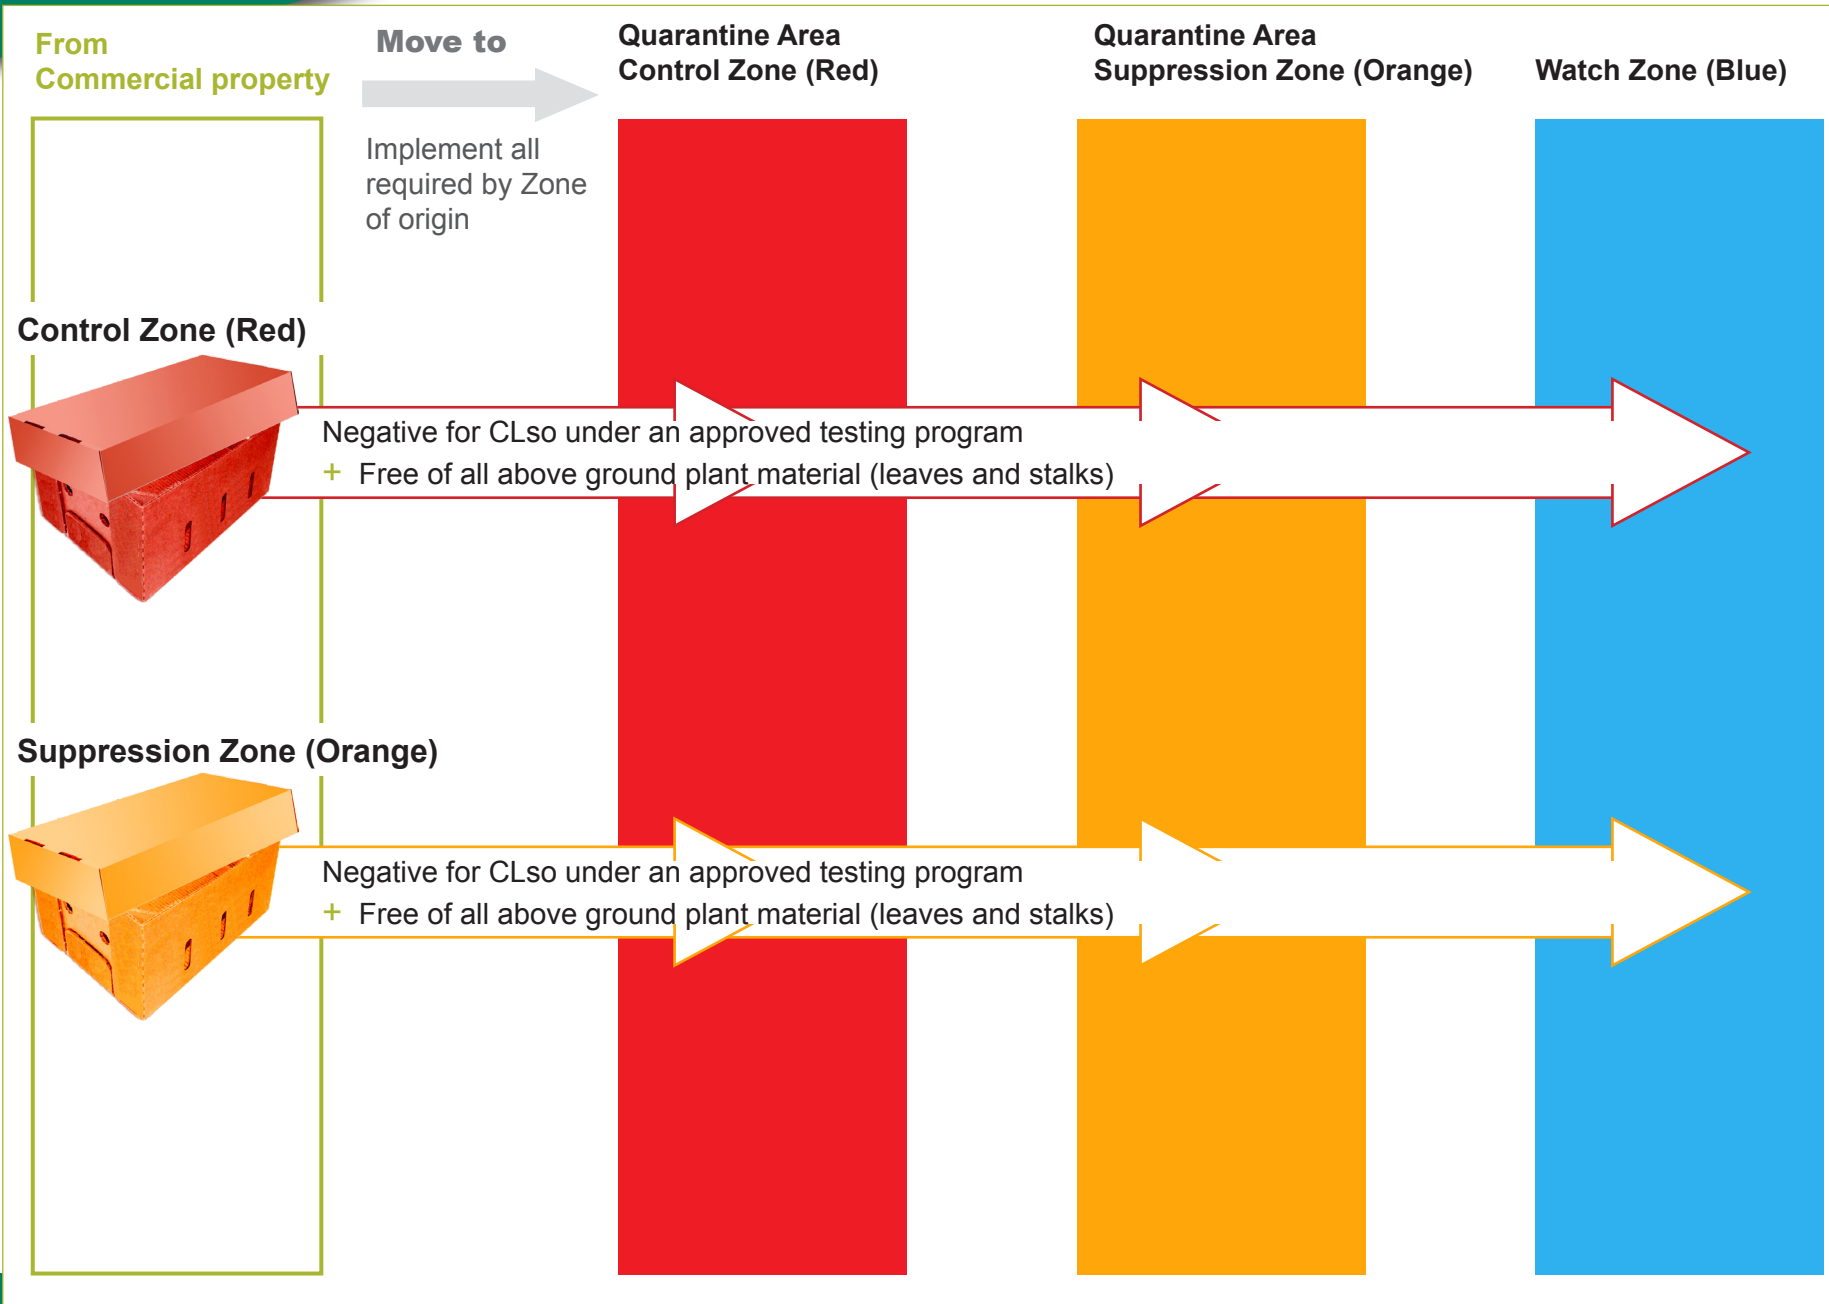 From
Commercial property
Move to
Implement all
required by Zone
of origin
Quarantine Area
Control Zone (Red)
Quarantine Area
Suppression Zone (Orange)
Watch Zone (Blue)
Control Zone (Red)
Negative for CLso under an approved testing program
+ Free of all above ground plant material (leaves and stalks)
Suppression Zone (Orange)
Negative for CLso under an approved testing program
+ Free of all above ground plant material (leaves and stalks)